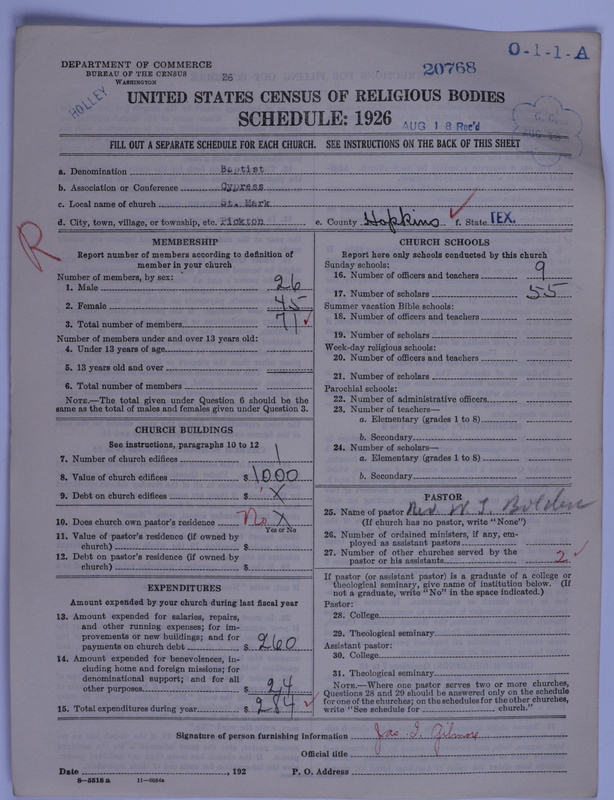 O-1-1-A
DEPARTMENT OF COMMERCE
BUREAU OF THE CENSUS
WASHINGTON
26
20768
HOLLEY
UNITED STATES CENSUS OF RELIGIOUS BODIES
SCHEDULE: 1926
AUG 18 Rec'd
C. C.
AUG 18
FILL OUT A SEPARATE SCHEDULE FOR EACH CHURCH. SEE INSTRUCTIONS ON THE BACK OF THIS SHEET
a. Denomination Baptist
b. Association or Conference Cypress
c. Local name of church St. Mark
d. City, town, village, or township, etc. Pickton e. County Hopkins f. State TEX.
R
MEMBERSHIP
Report number of members according to definition of
member in your church
Number of members, by sex:
1. Male 26
2. Female 45
3. Total number of members 71
Number of members under and over 13 years old:
4. Under 13 years of age
5. 13 years old and over
6. Total number of members
NOTE.—The total given under Question 6 should be the
same as the total of males and females given under Question 3.
CHURCH BUILDINGS
See instructions, paragraphs 10 to 12
7. Number of church edifices 1
8. Value of church edifices $ 1000
9. Debt on church edifices $ X
10. Does church own pastor's residence No X
Yes or No
11. Value of pastor's residence (if owned by
church) $
12. Debt on pastor's residence (if owned by
church) $
EXPENDITURES
Amount expended by your church during last fiscal year
13. Amount expended for salaries, repairs,
and other running expenses; for im-
provements or new buildings; and for
payments on church debt $ 260
14. Amount expended for benevolences, in-
cluding home and foreign missions; for
denominational support; and for all
other purposes $ 24
15. Total expenditures during year $ 284
CHURCH SCHOOLS
Report here only schools conducted by this church
Sunday schools:
16. Number of officers and teachers 9
17. Number of scholars 55
Summer vacation Bible schools:
18. Number of officers and teachers
19. Number of scholars
Week-day religious schools:
20. Number of officers and teachers
21. Number of scholars
Parochial schools:
22. Number of administrative officers
23. Number of teachers—
a. Elementary (grades 1 to 8)
b. Secondary
24. Number of scholars—
a. Elementary (grades 1 to 8)
b. Secondary
PASTOR
25. Name of pastor Rev. W. T. Bolden
(If church has no pastor, write "None")
26. Number of ordained ministers, if any, em-
ployed as assistant pastors
27. Number of other churches served by the
pastor or his assistants 2
If pastor (or assistant pastor) is a graduate of a college or
theological seminary, give name of institution below. (If
not a graduate, write "No" in the space indicated.)
Pastor:
28. College
29. Theological seminary
Assistant pastor:
30. College
31. Theological seminary
NOTE.—Where one pastor serves two or more churches,
Questions 28 and 29 should be answered only on the schedule
for one of the churches; on the schedules for the other churches,
write "See schedule for church."
Signature of person furnishing information Jas. I. Gilmore
Official title
Date , 192 P. O. Address
8—5518a 11—9054a